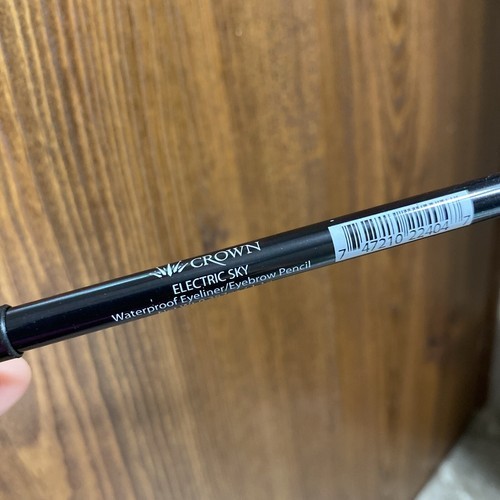 CROWN
ELECTRIC SKY
Waterproof Eyeliner/Eyebrow Pencil
7 47210 22404 7